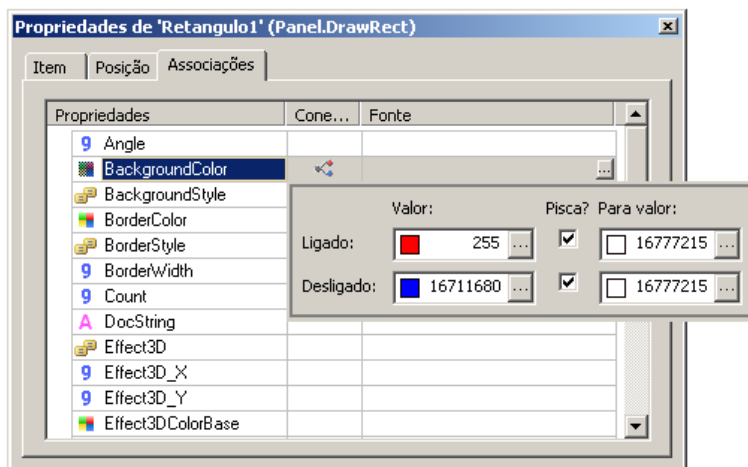 Propriedades de 'Retangulo1' (Panel.DrawRect)
Item Posição Associações
Propriedades Cone... Fonte
Angle
BackgroundColor ...
BackgroundStyle
BorderColor
BorderStyle
BorderWidth
Count
DocString
Effect3D
Effect3D_X
Effect3D_Y
Effect3DColorBase
Valor: Pisca? Para valor:
Ligado: 255 ... 16777215 ...
Desligado: 16711680 ... 16777215 ...